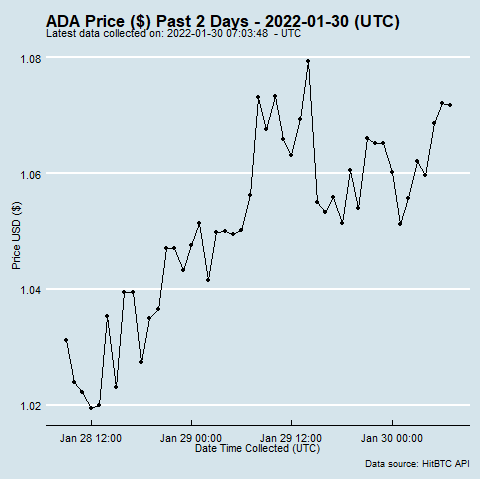 ADA Price ($) Past 2 Days - 2022-01-30 (UTC)
Latest data collected on: 2022-01-30 07:03:48 - UTC
1.08
1.06
1.04
1.02
Price USD ($)
Jan 28 12:00 Jan 29 00:00 Jan 29 12:00 Jan 30 00:00
Date Time Collected (UTC)
Data source: HitBTC API